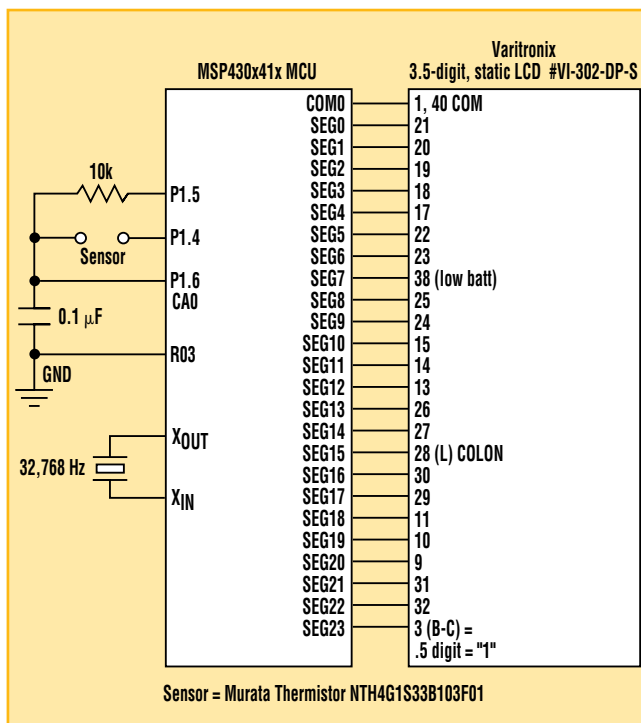 Varitronix
MSP430x41x MCU
3.5-digit, static LCD #VI-302-DP-S
COM0
1, 40 COM
SEG0
21
SEG1
20
SEG2
19
SEG3
18
SEG4
17
SEG5
22
SEG6
23
SEG7
38 (low batt)
SEG8
25
SEG9
24
SEG10
15
SEG11
14
SEG12
13
SEG13
26
SEG14
27
SEG15
28 (L) COLON
SEG16
30
SEG17
29
SEG18
11
SEG19
10
SEG20
9
SEG21
31
SEG22
32
SEG23
3 (B-C) =
.5 digit = "1"
10k
P1.5
P1.4
Sensor
P1.6
CA0
0.1 µF
R03
GND
XOUT
32,768 Hz
XIN
Sensor = Murata Thermistor NTH4G1S33B103F01